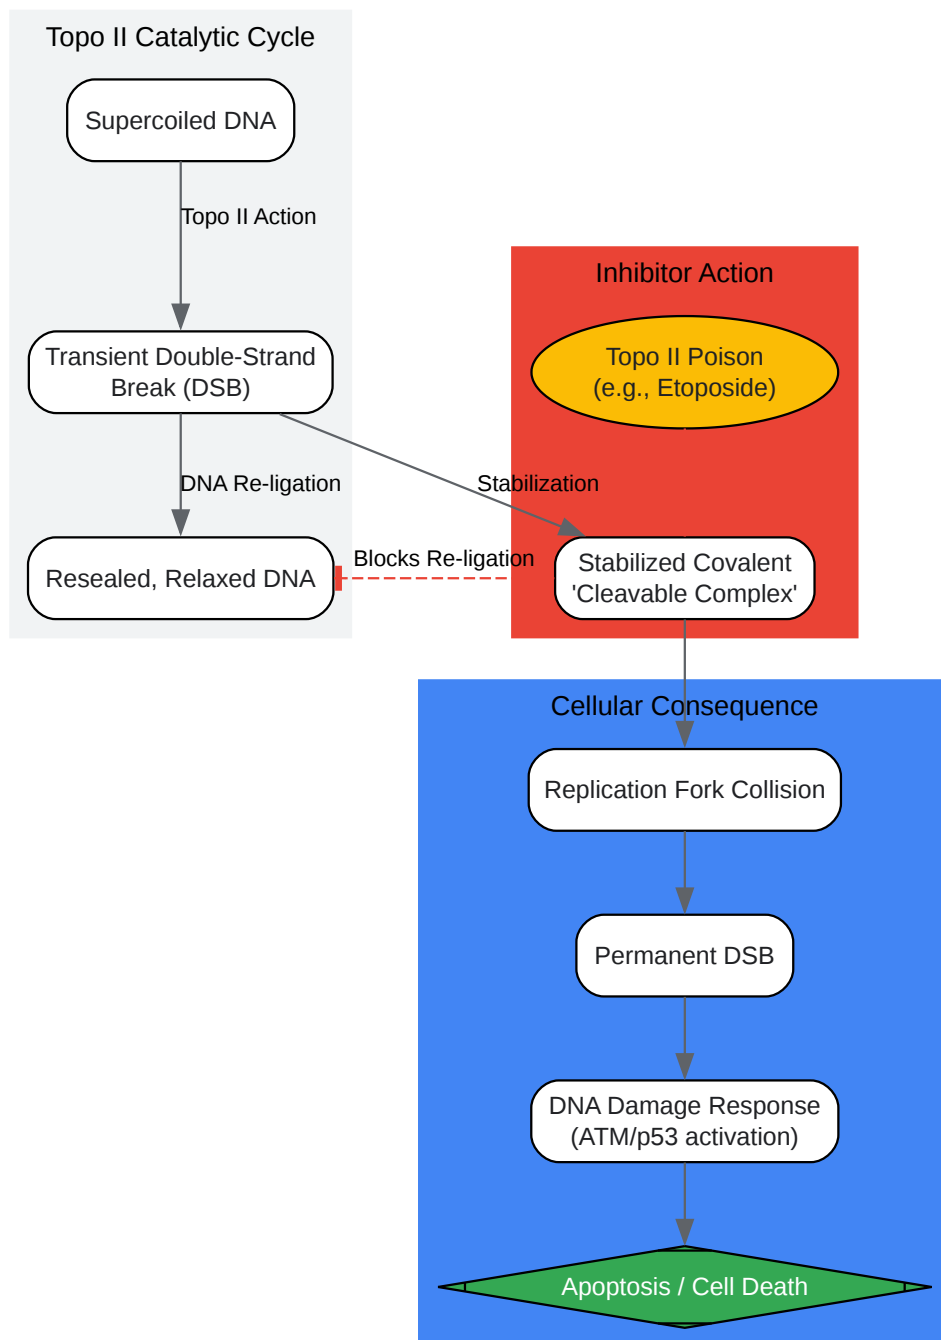 Topo II Catalytic Cycle
Supercoiled DNA
Topo II Action
Transient Double-Strand
Break (DSB)
DNA Re-ligation
Resealed, Relaxed DNA
Inhibitor Action
Topo II Poison
(e.g., Etoposide)
Stabilization
Blocks Re-ligation
Stabilized Covalent
'Cleavable Complex'
Cellular Consequence
Replication Fork Collision
Permanent DSB
DNA Damage Response
(ATM/p53 activation)
Apoptosis / Cell Death